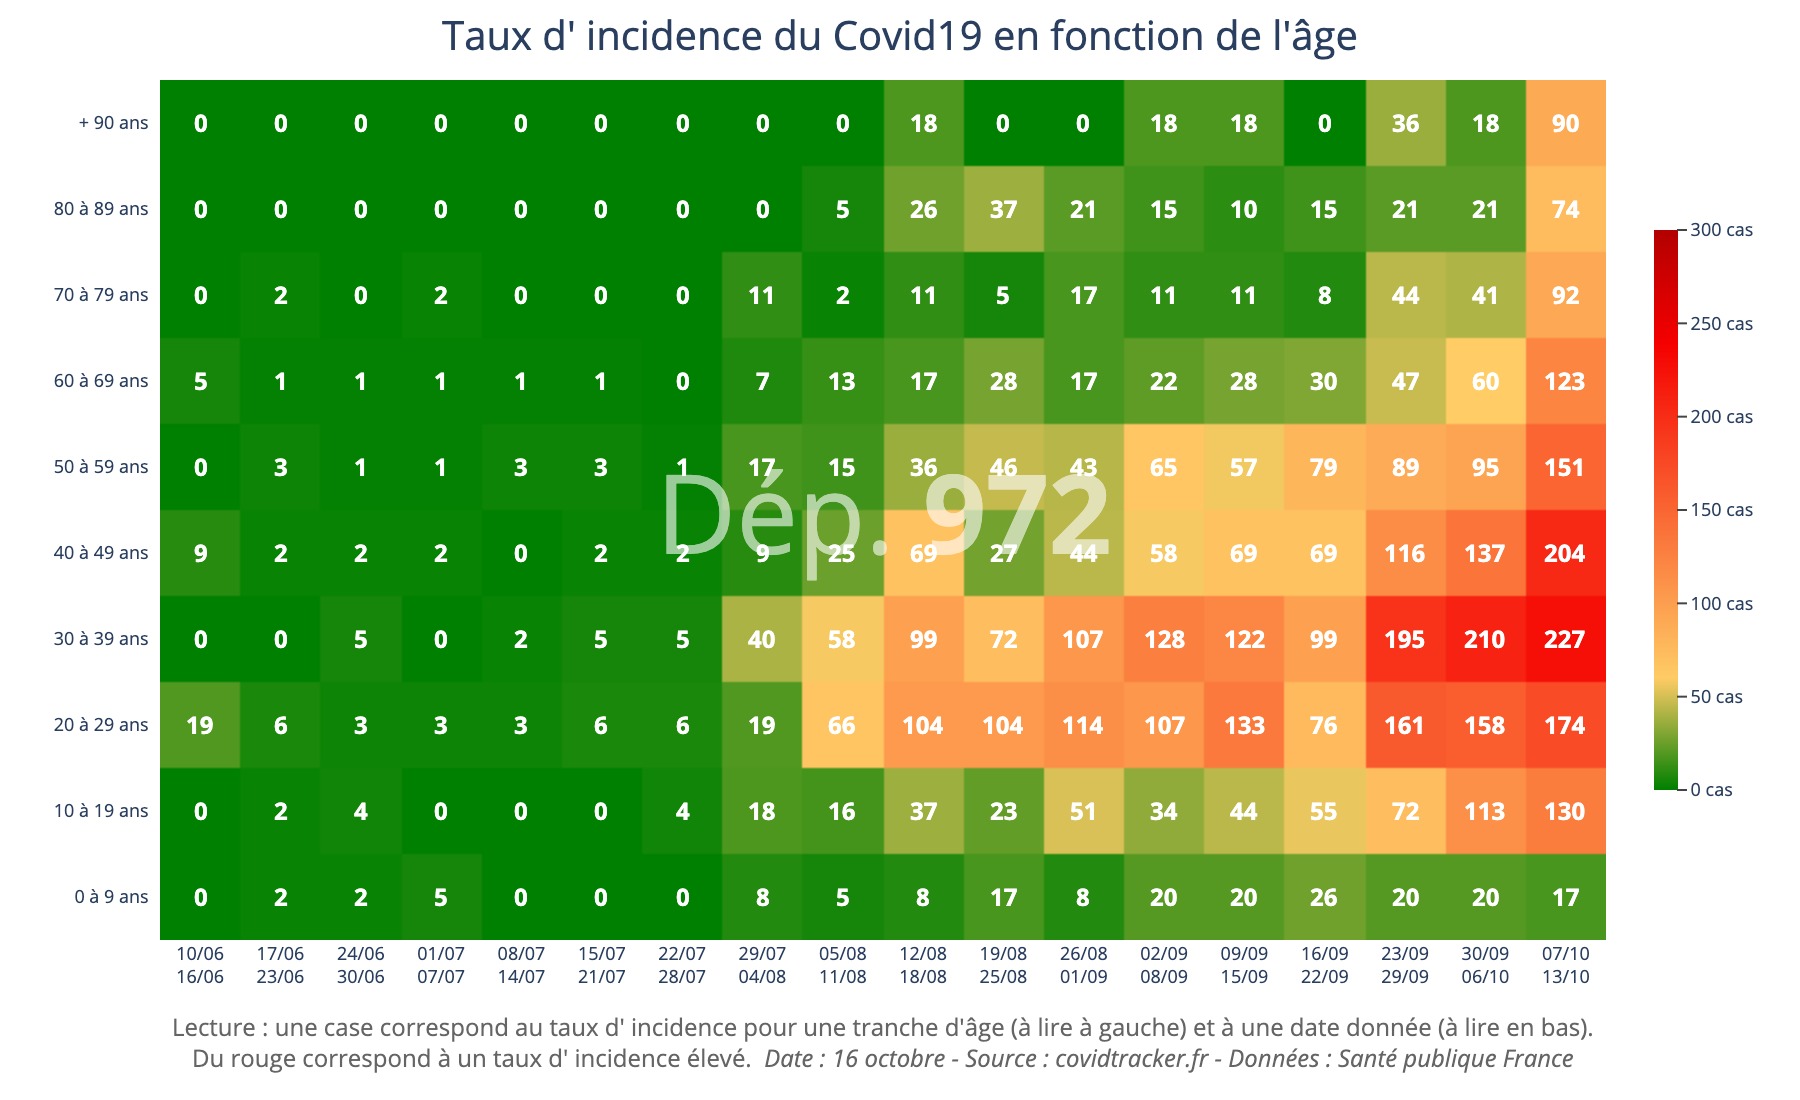 Taux d' incidence du Covid19 en fonction de l'âge
+ 90 ans 0 0 0 0 0 0 0 0 0 18 0 0 18 18 0 36 18 90
80 à 89 ans 0 0 0 0 0 0 0 0 5 26 37 21 15 10 15 21 21 74
70 à 79 ans 0 2 0 2 0 0 0 11 2 11 5 17 11 11 8 44 41 92
60 à 69 ans 5 1 1 1 1 1 0 7 13 17 28 17 22 28 30 47 60 123
50 à 59 ans 0 3 1 1 3 3 1 17 15 36 46 43 65 57 79 89 95 151
Dép. 972
40 à 49 ans 9 2 2 2 0 2 2 9 25 69 27 44 58 69 69 116 137 204
30 à 39 ans 0 0 5 0 2 5 5 40 58 99 72 107 128 122 99 195 210 227
20 à 29 ans 19 6 3 3 3 6 6 19 66 104 104 114 107 133 76 161 158 174
10 à 19 ans 0 2 4 0 0 0 4 18 16 37 23 51 34 44 55 72 113 130
0 à 9 ans 0 2 2 5 0 0 0 8 5 8 17 8 20 20 26 20 20 17
10/06 17/06 24/06 01/07 08/07 15/07 22/07 29/07 05/08 12/08 19/08 26/08 02/09 09/09 16/09 23/09 30/09 07/10
16/06 23/06 30/06 07/07 14/07 21/07 28/07 04/08 11/08 18/08 25/08 01/09 08/09 15/09 22/09 29/09 06/10 13/10
300 cas
250 cas
200 cas
150 cas
100 cas
50 cas
0 cas
Lecture : une case correspond au taux d' incidence pour une tranche d'âge (à lire à gauche) et à une date donnée (à lire en bas).
Du rouge correspond à un taux d' incidence élevé. Date : 16 octobre - Source : covidtracker.fr - Données : Santé publique France